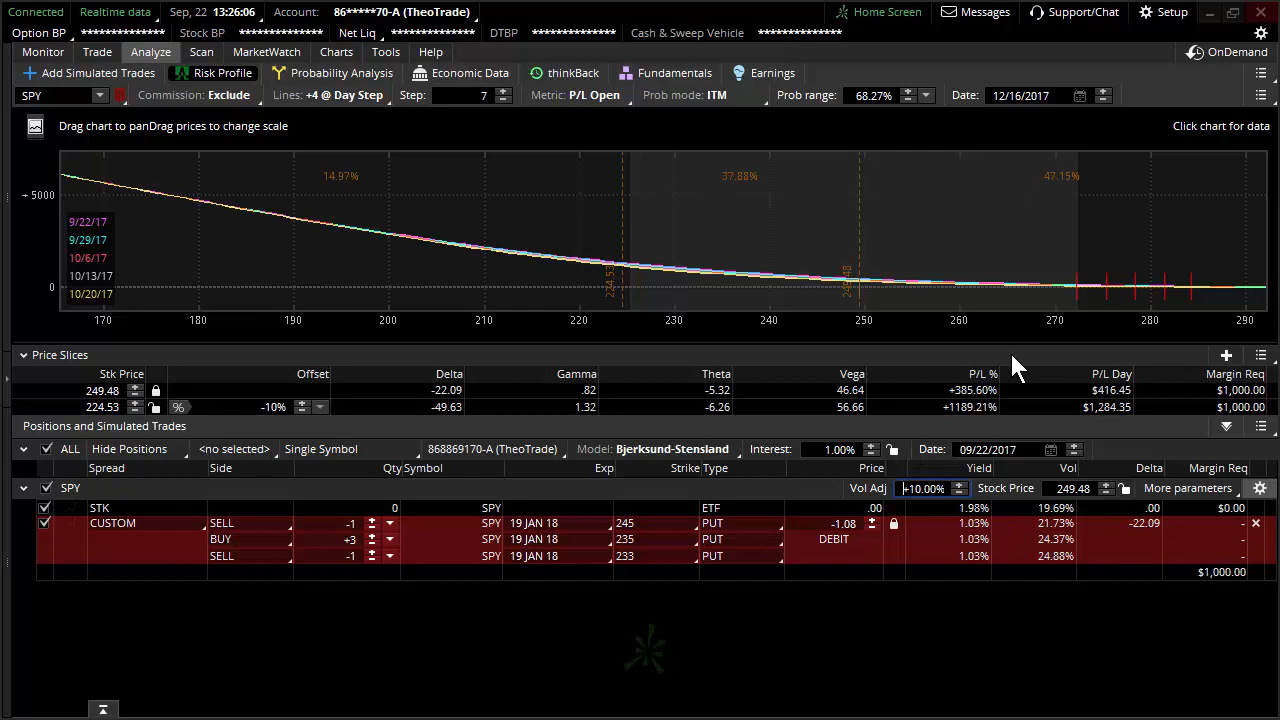 Connected Realtime data Sep, 22 13:26:06 Account: 86*****70-A (TheoTrade) Home Screen Messages Support/Chat Setup
Option BP *************** Stock BP *************** Net Liq *************** DTBP *************** Cash & Sweep Vehicle ***************
Monitor Trade Analyze Scan MarketWatch Charts Tools Help OnDemand
Add Simulated Trades Risk Profile Probability Analysis Economic Data thinkBack Fundamentals Earnings
SPY Commission: Exclude Lines: +4 @ Day Step Step: 7 Metric: P/L Open Prob mode: ITM Prob range: 68.27% Date: 12/16/2017
Drag chart to panDrag prices to change scale Click chart for data
14.97% 37.88% 47.15%
5000
9/22/17
9/29/17
10/6/17
10/13/17
10/20/17
224.53 249.48
0
170 180 190 200 210 220 230 240 250 260 270 280 290
Price Slices
Stk Price Offset Delta Gamma Theta Vega P/L % P/L Day Margin Req
249.48 -22.09 .82 -5.32 46.64 +385.60% $416.45 $1,000.00
224.53 % -10% -49.63 1.32 -6.26 56.66 +1189.21% $1,284.35 $1,000.00
Positions and Simulated Trades
ALL Hide Positions <no selected> Single Symbol 868869170-A (TheoTrade) Model: Bjerksund-Stensland Interest: 1.00% Date: 09/22/2017
Spread Side Qty Symbol Exp Strike Type Price Yield Vol Delta Margin Req
SPY Vol Adj +10.00% Stock Price 249.48 More parameters
STK 0 SPY ETF .00 1.98% 19.69% .00 $0.00
CUSTOM SELL -1 SPY 19 JAN 18 245 PUT -1.08 1.03% 21.73% -22.09 -
BUY +3 SPY 19 JAN 18 235 PUT DEBIT 1.03% 24.37% -
SELL -1 SPY 19 JAN 18 233 PUT 1.03% 24.88% -
$1,000.00